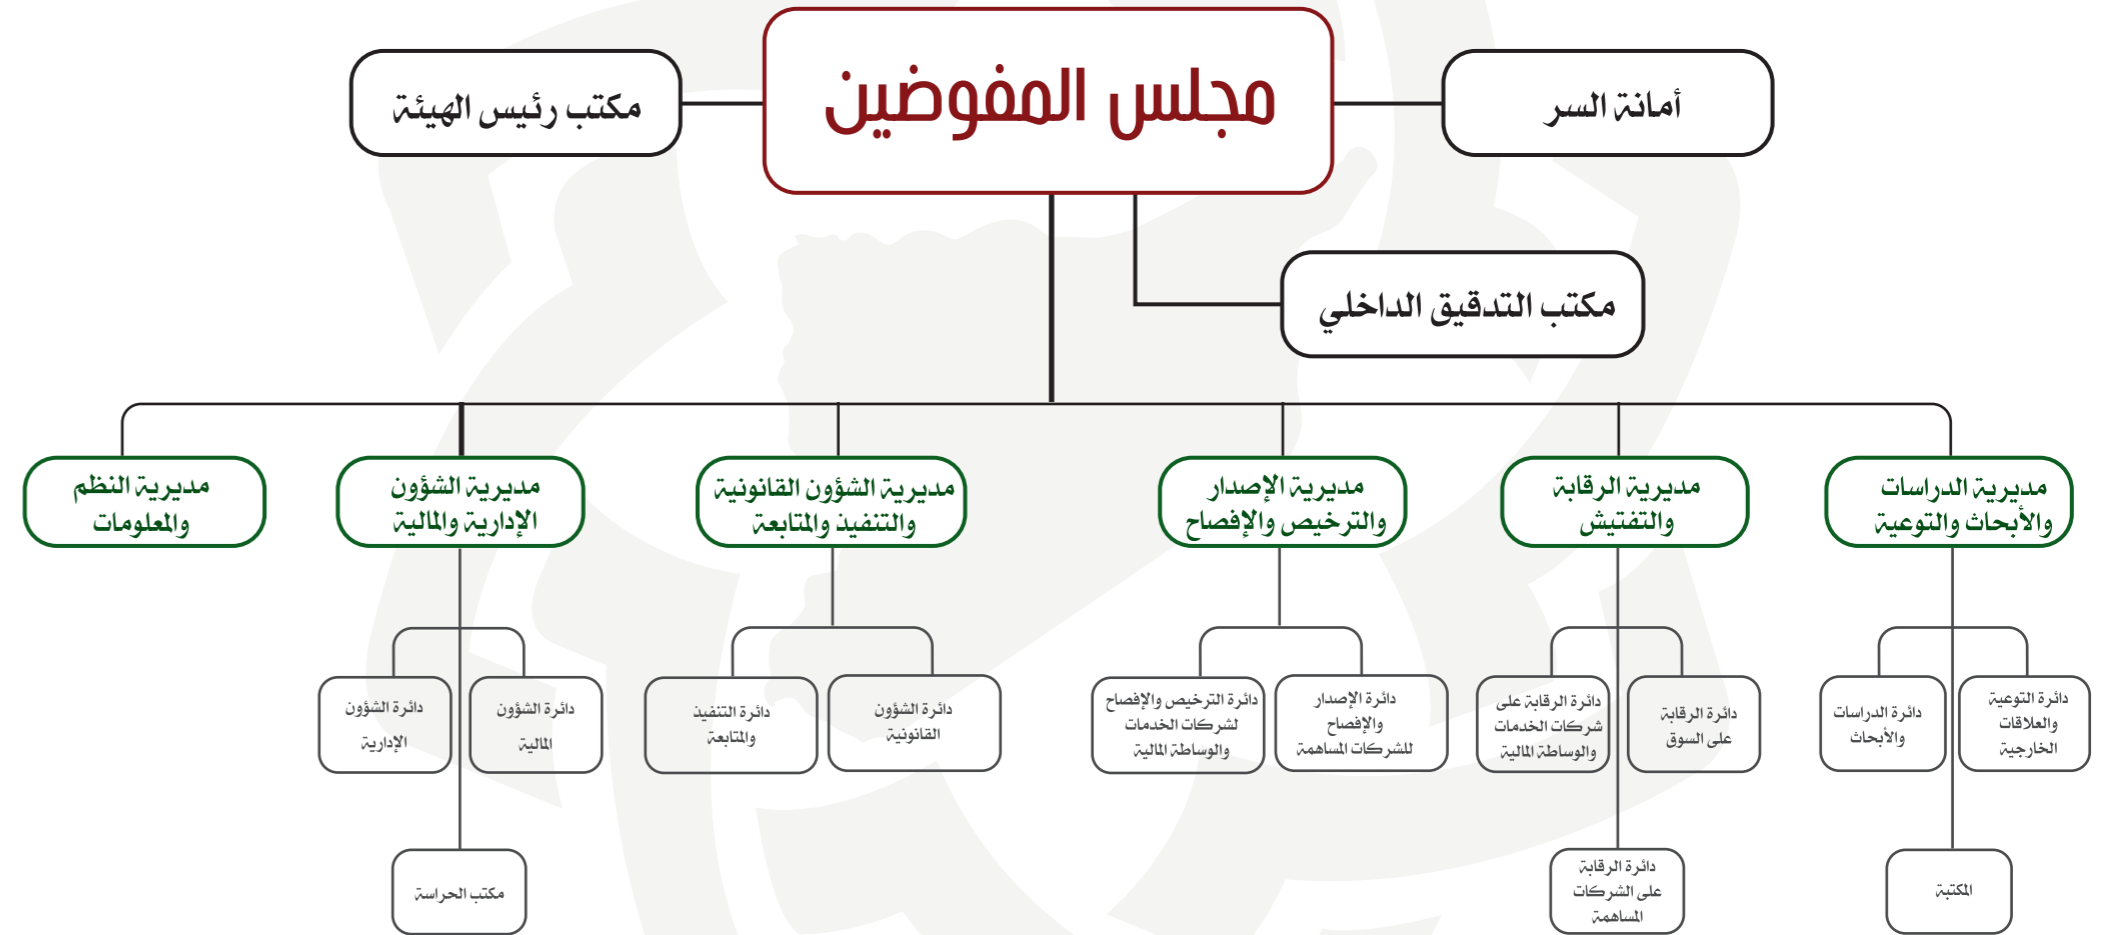 مجلس المفوضين
أمانة السر
مكتب رئيس الهيئة
مكتب التدقيق الداخلي
مديرية الدراسات
والأبحاث والتوعية
مديرية الرقابة
والتفتيش
مديرية الإصدار
والترخيص والإفصاح
مديرية الشؤون القانونية
والتنفيذ والمتابعة
مديرية الشؤون
الإدارية والمالية
مديرية النظم
والمعلومات
دائرة التوعية
والعلاقات
الخارجية
دائرة الدراسات
والأبحاث
دائرة الرقابة
على السوق
دائرة الرقابة على
شركات الخدمات
والوساطة المالية
دائرة الإصدار
والإفصاح
للشركات المساهمة
دائرة الترخيص والإفصاح
لشركات الخدمات
والوساطة المالية
دائرة الشؤون
القانونية
دائرة التنفيذ
والمتابعة
دائرة الشؤون
المالية
دائرة الشؤون
الإدارية
المكتبة
دائرة الرقابة
على الشركات
المساهمة
مكتب الحراسة